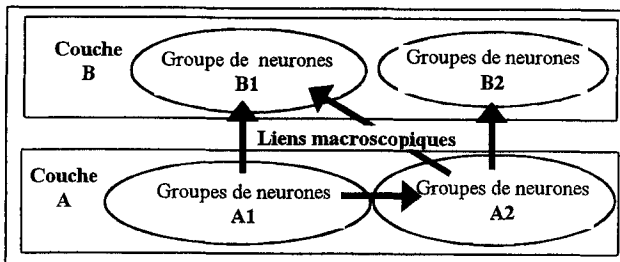 Couche
B
Groupe de neurones
B1
Groupes de neurones
B2
Liens macroscopiques
Couche
A
Groupes de neurones
A1
Groupes de neurones
A2